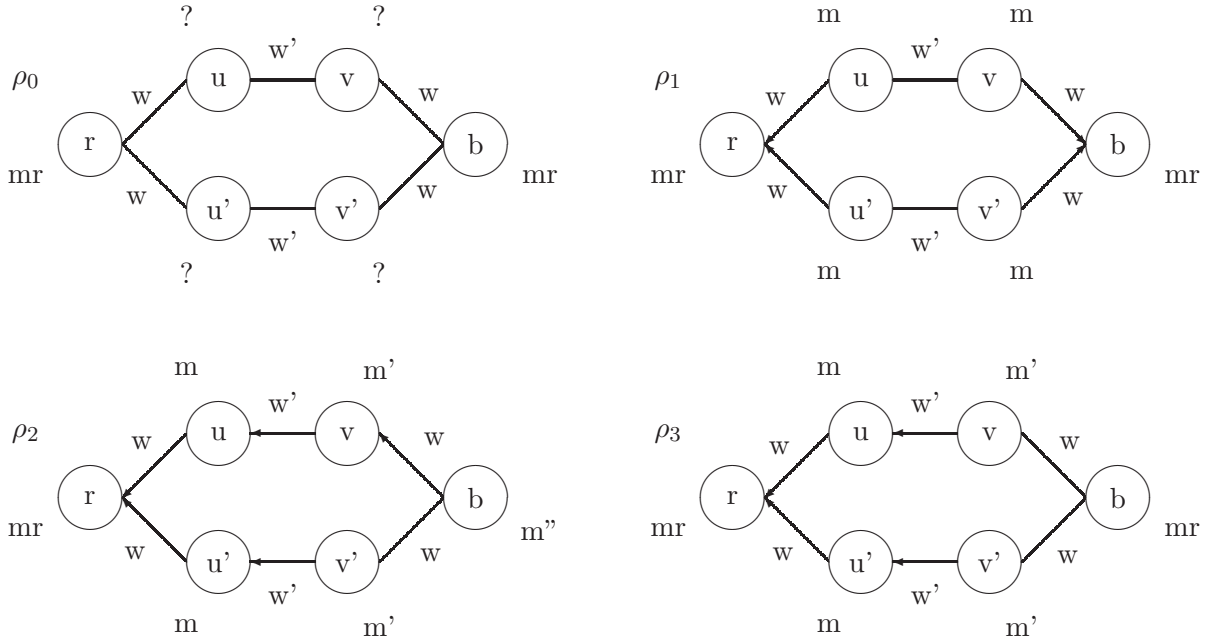 ? ? m m
w' w'
ρ0 u v ρ1 u v
w w w w
r b r b
mr w w mr mr w w mr
u' v' u' v'
w' w'
? ? m m
m m' m m'
w' w'
ρ2 u v ρ3 u v
w w w w
r b r b
mr w w m" mr w w mr
u' v' u' v'
w' w'
m m' m m'